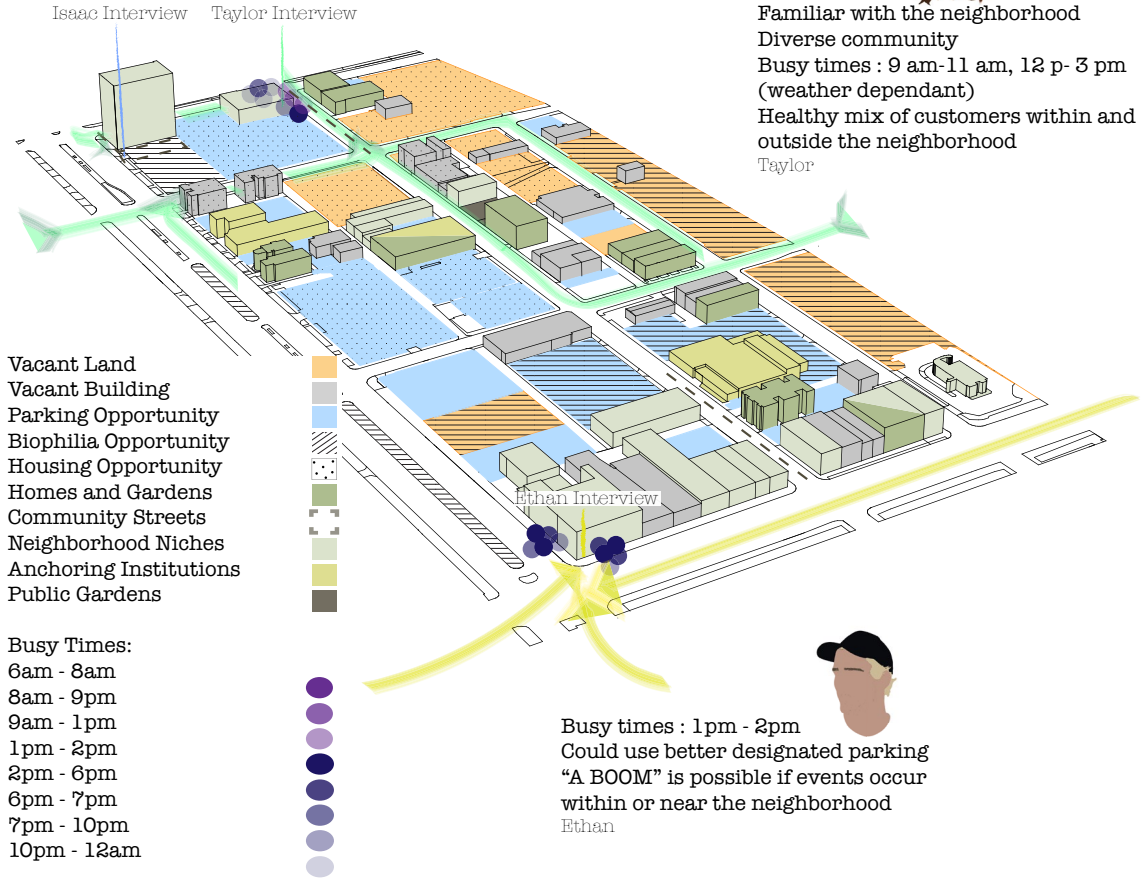 Isaac Interview
Taylor Interview
Familiar with the neighborhood
Diverse community
Busy times : 9 am-11 am, 12 p- 3 pm
(weather dependant)
Healthy mix of customers within and
outside the neighborhood
Taylor
Vacant Land
Vacant Building
Parking Opportunity
Biophilia Opportunity
Housing Opportunity
Homes and Gardens
Community Streets
Neighborhood Niches
Anchoring Institutions
Public Gardens
Ethan Interview
Busy Times:
6am - 8am
8am - 9pm
9am - 1pm
1pm - 2pm
2pm - 6pm
6pm - 7pm
7pm - 10pm
10pm - 12am
Busy times : 1pm - 2pm
Could use better designated parking
“A BOOM” is possible if events occur
within or near the neighborhood
Ethan